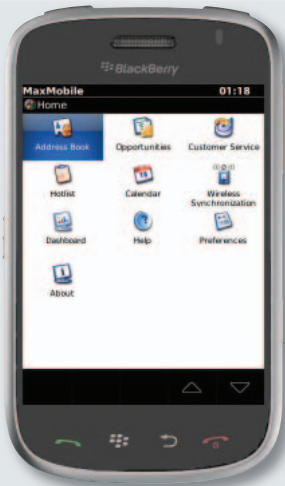 BlackBerry
MaxMobile 01:18
Home
Address Book Opportunities Customer Service
Hotlist Calendar Wireless
Synchronization
Dashboard Help Preferences
About